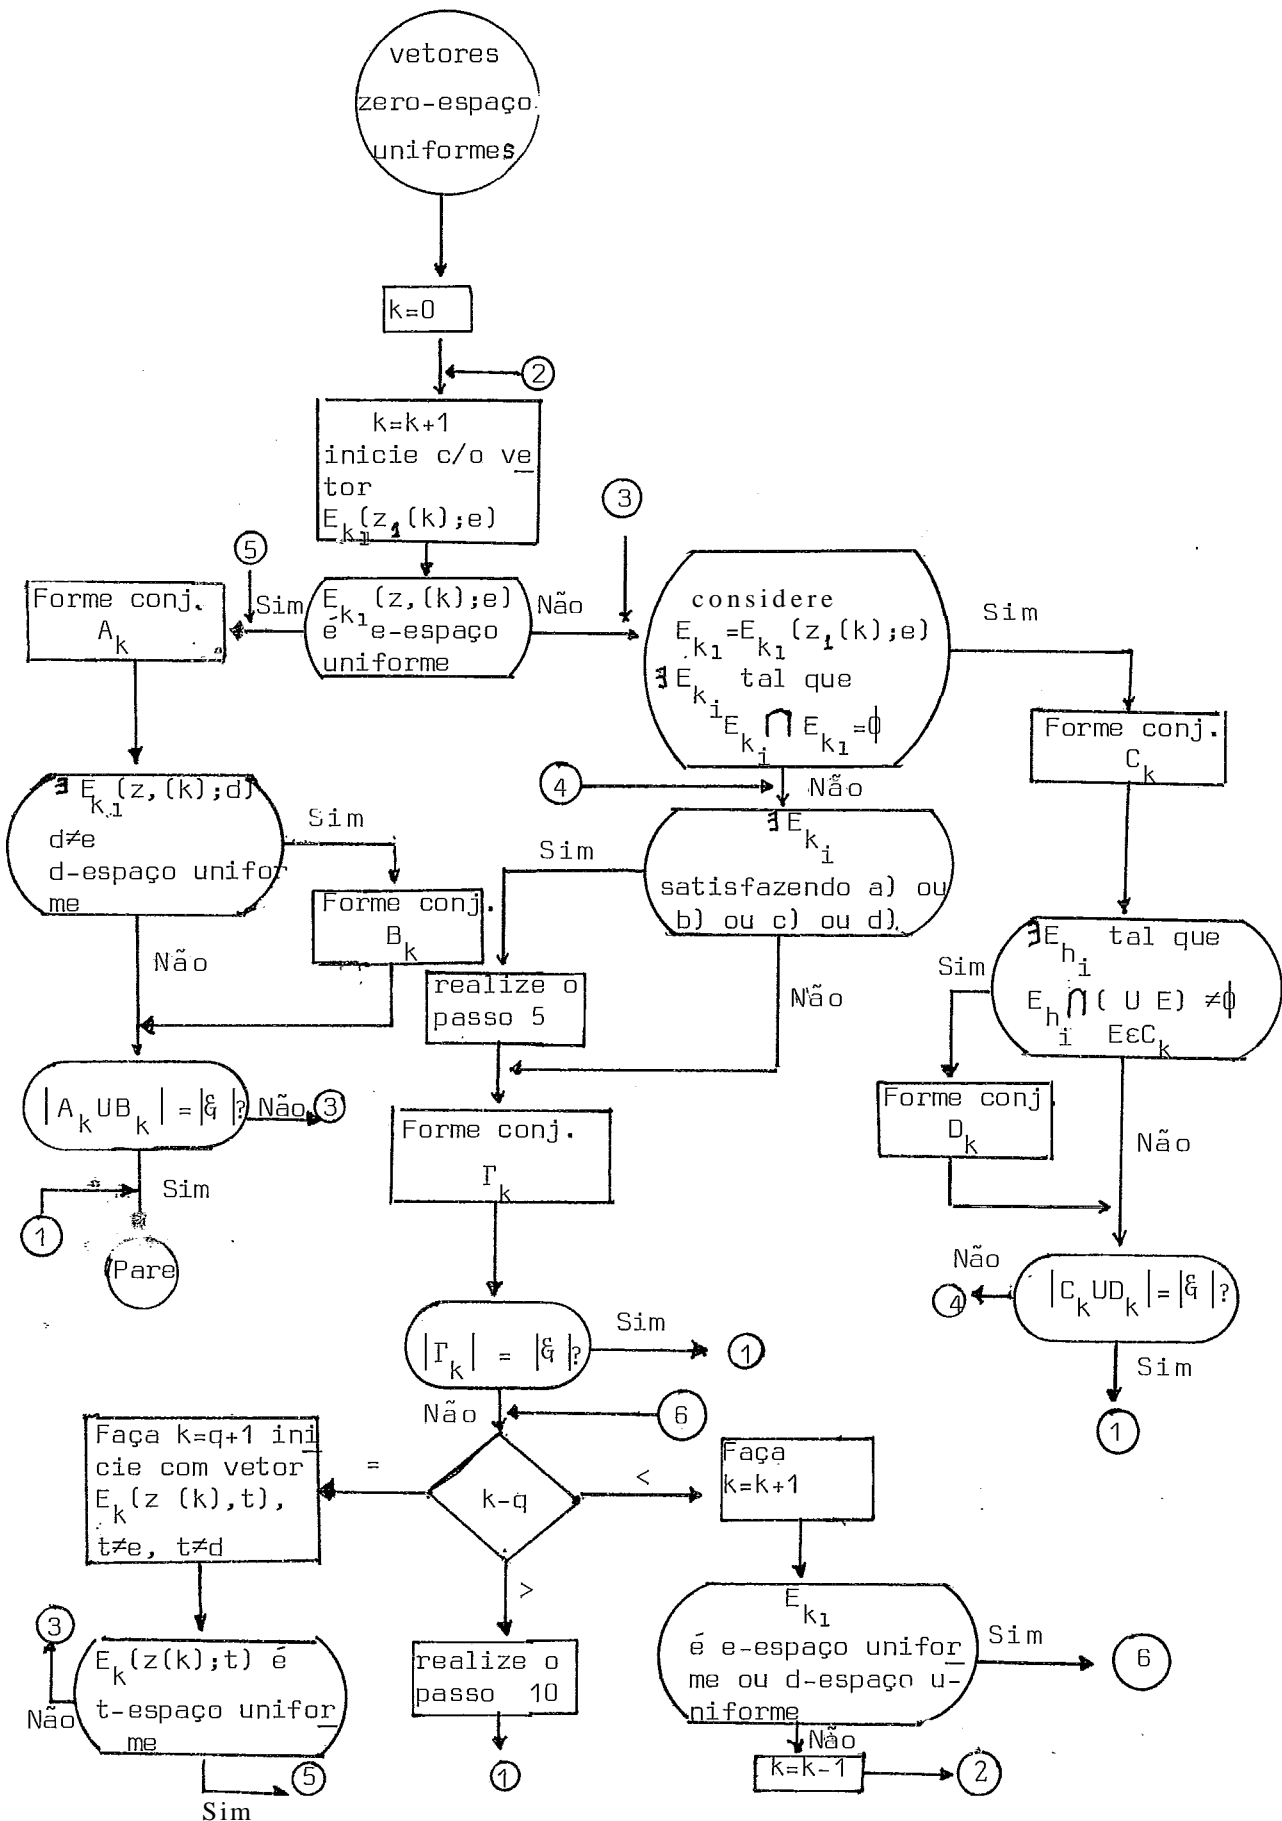 vetores
zero-espaço
uniformes
k=0
2
k=k+1
inicie c/o ve
tor
E_k1(z_1(k);e)
3
5
Forme conj.
A_k
Sim
E_k1(z,(k);e)
é e-espaço
uniforme
Não
considere
E_k1=E_k1(z_1(k);e)
∃E_ki tal que
E_ki ∩ E_k1=ϕ
Sim
Forme conj.
C_k
4
Não
∃ E_k1(z,(k);d)
d≠e
d-espaço unifor
me
Sim
Forme conj.
B_k
Não
Sim
∃E_ki
satisfazendo a) ou
b) ou c) ou d).
realize o
passo 5
Não
Sim
∃E_hi tal que
E_hi ∩ ( U E) ≠ϕ
EεC_k
Forme conj.
D_k
Não
|A_kUB_k| = |&|?
Não
3
Sim
1
Pare
Forme conj.
Γ_k
Não
4
|C_kUD_k| = |&|?
Sim
1
|Γ_k| = |&|?
Sim
1
Não
6
Faça k=q+1 ini
cie com vetor
E_k(z (k),t),
t≠e, t≠d
=
k-q
<
Faça
k=k+1
>
3
Não
E_k(z(k);t) é
t-espaço unifor
me
Sim
5
realize o
passo 10
1
E_k1
é e-espaço unifor
me ou d-espaço u-
niforme
Sim
6
Não
k=k-1
2